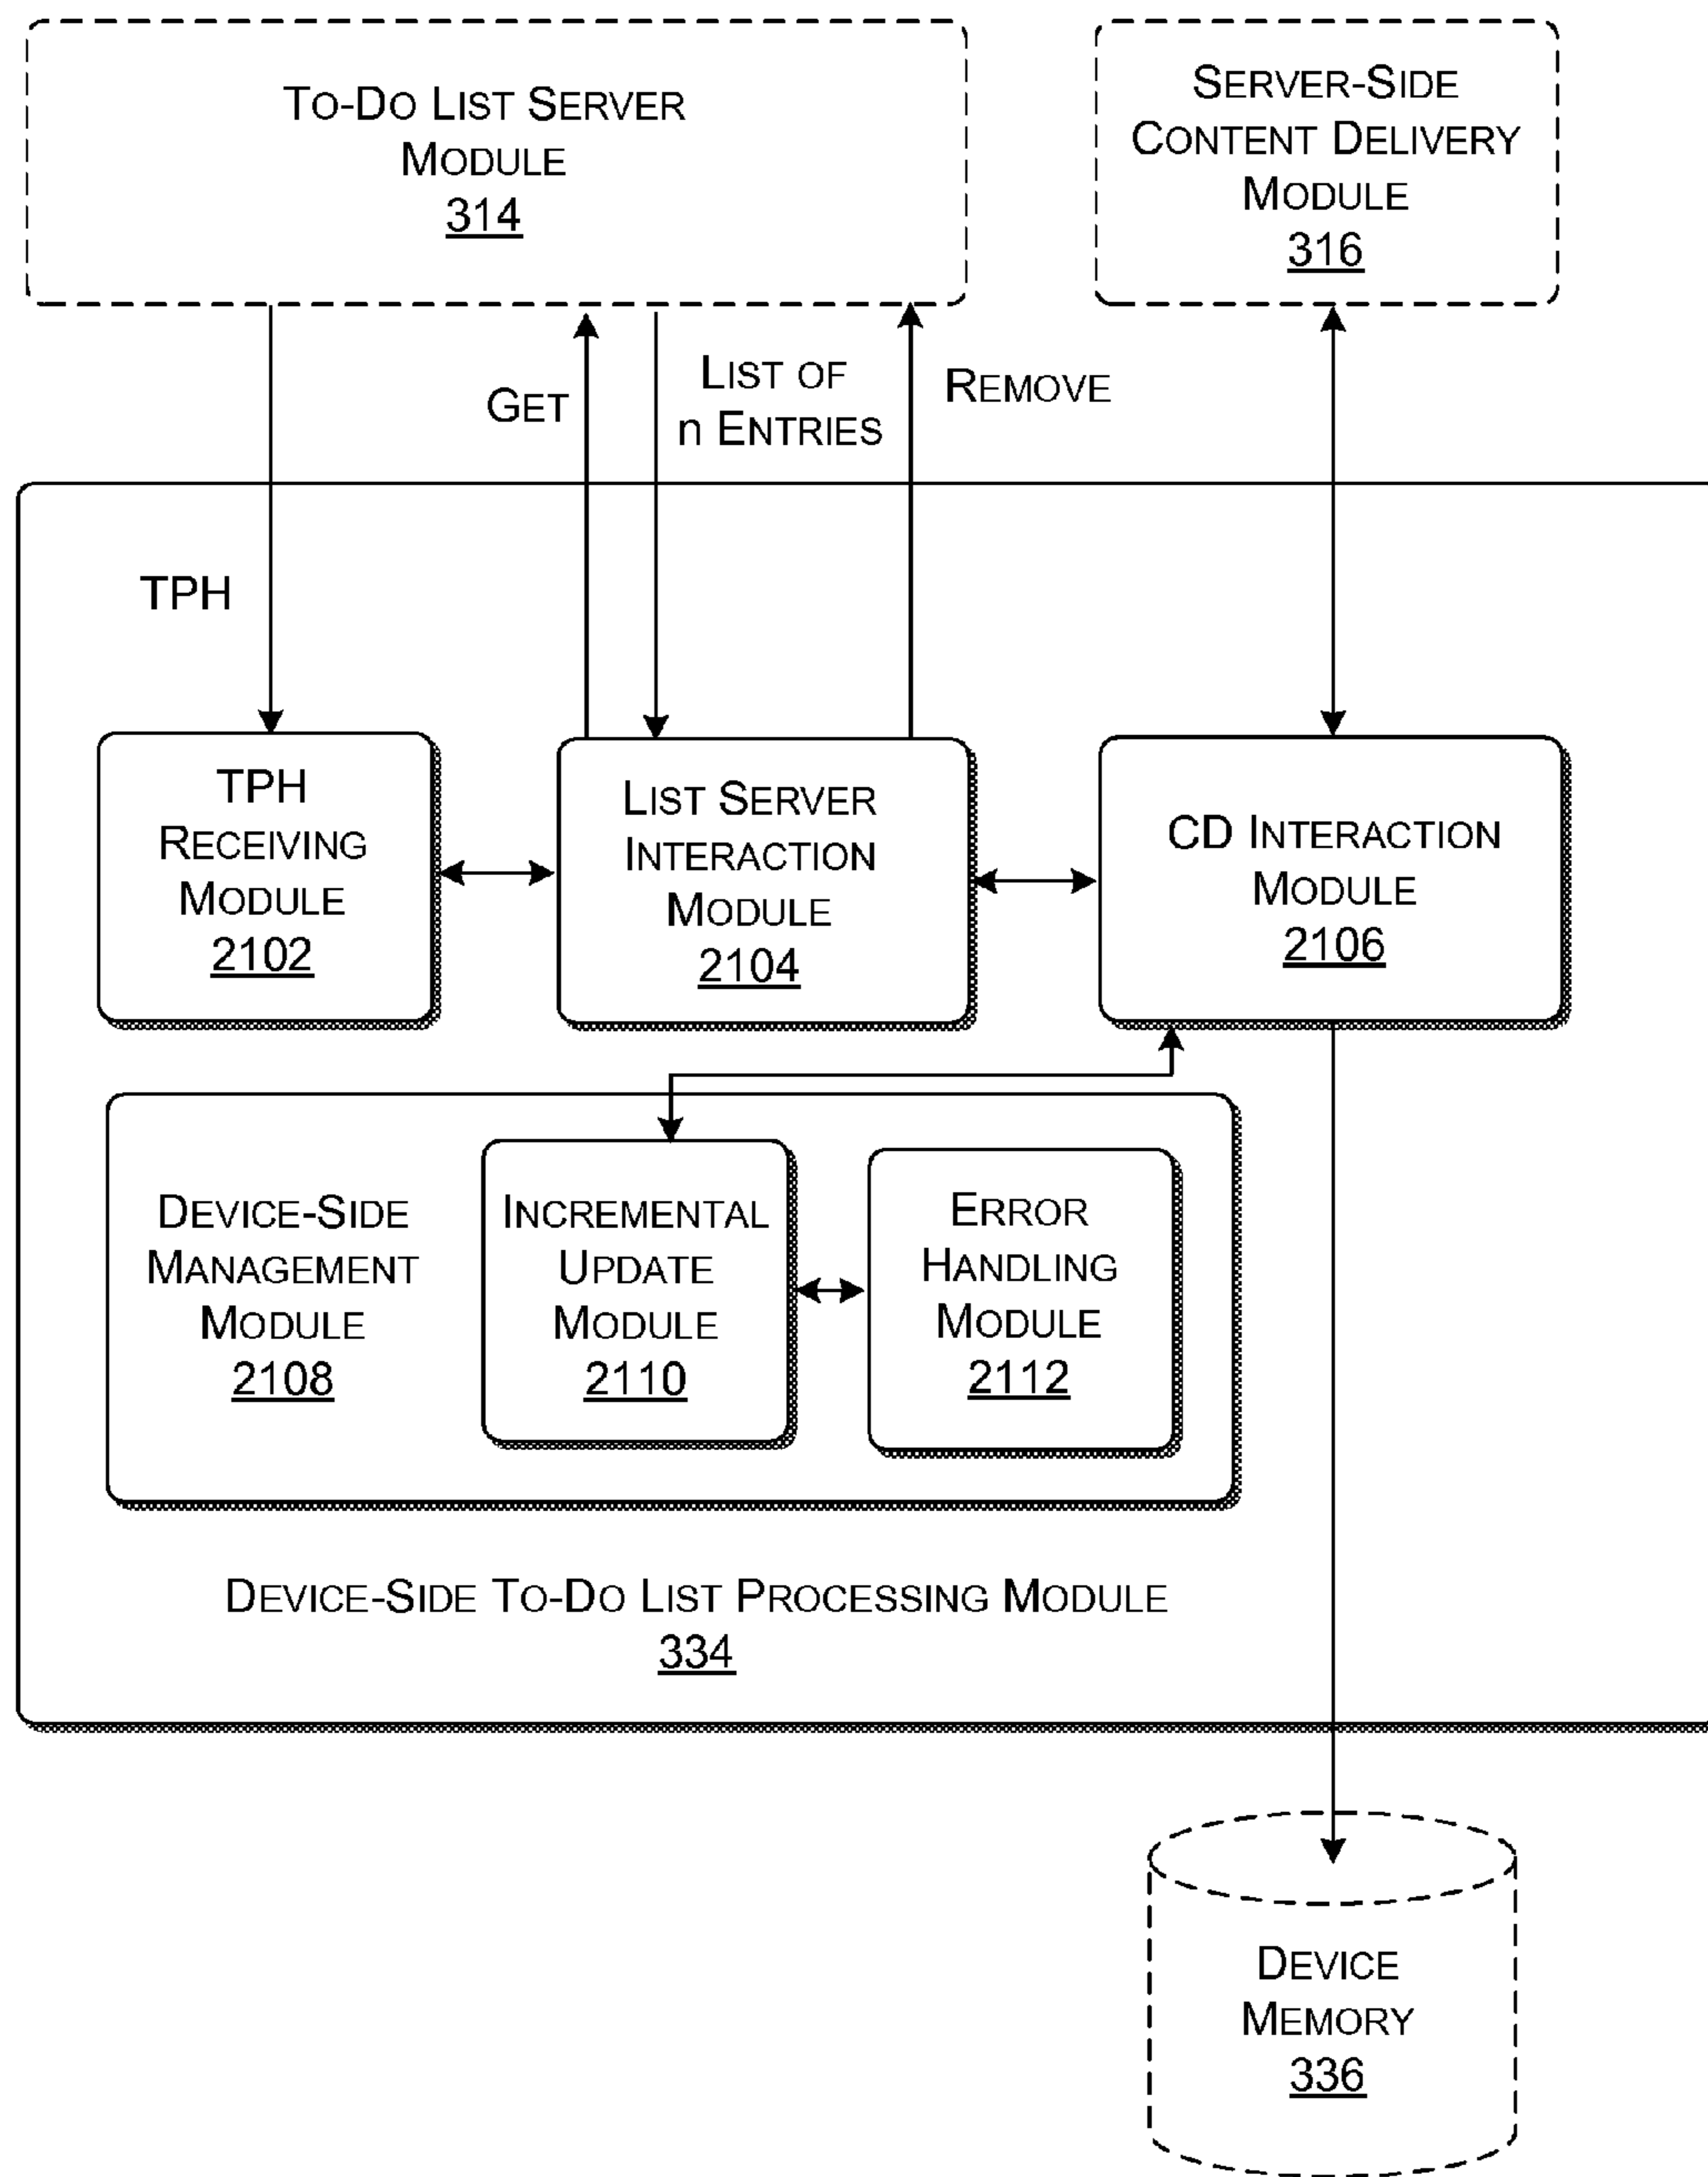 TO-DO LIST SERVER
MODULE
314
SERVER-SIDE
CONTENT DELIVERY
MODULE
316
GET
LIST OF
n ENTRIES
REMOVE
TPH
TPH
RECEIVING
MODULE
2102
LIST SERVER
INTERACTION
MODULE
2104
CD INTERACTION
MODULE
2106
DEVICE-SIDE
MANAGEMENT
MODULE
2108
INCREMENTAL
UPDATE
MODULE
2110
ERROR
HANDLING
MODULE
2112
DEVICE-SIDE TO-DO LIST PROCESSING MODULE
334
DEVICE
MEMORY
336